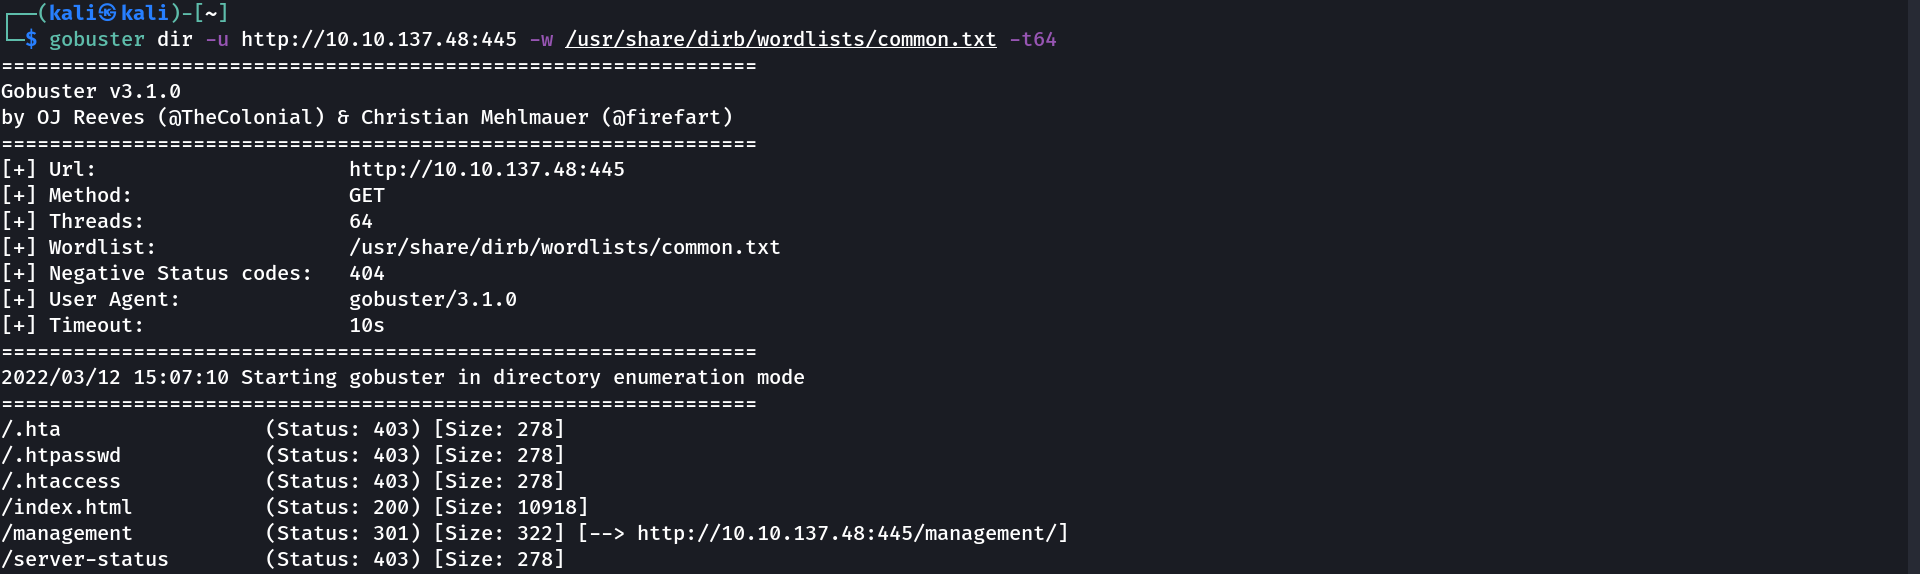 ┌──(kali㉿kali)-[~]
└─$ gobuster dir -u http://10.10.137.48:445 -w /usr/share/dirb/wordlists/common.txt -t64
===============================================================
Gobuster v3.1.0
by OJ Reeves (@TheColonial) & Christian Mehlmauer (@firefart)
===============================================================
[+] Url:                     http://10.10.137.48:445
[+] Method:                  GET
[+] Threads:                 64
[+] Wordlist:                /usr/share/dirb/wordlists/common.txt
[+] Negative Status codes:   404
[+] User Agent:              gobuster/3.1.0
[+] Timeout:                 10s
===============================================================
2022/03/12 15:07:10 Starting gobuster in directory enumeration mode
===============================================================
/.hta                 (Status: 403) [Size: 278]
/.htpasswd            (Status: 403) [Size: 278]
/.htaccess            (Status: 403) [Size: 278]
/index.html           (Status: 200) [Size: 10918]
/management           (Status: 301) [Size: 322] [--> http://10.10.137.48:445/management/]
/server-status        (Status: 403) [Size: 278]